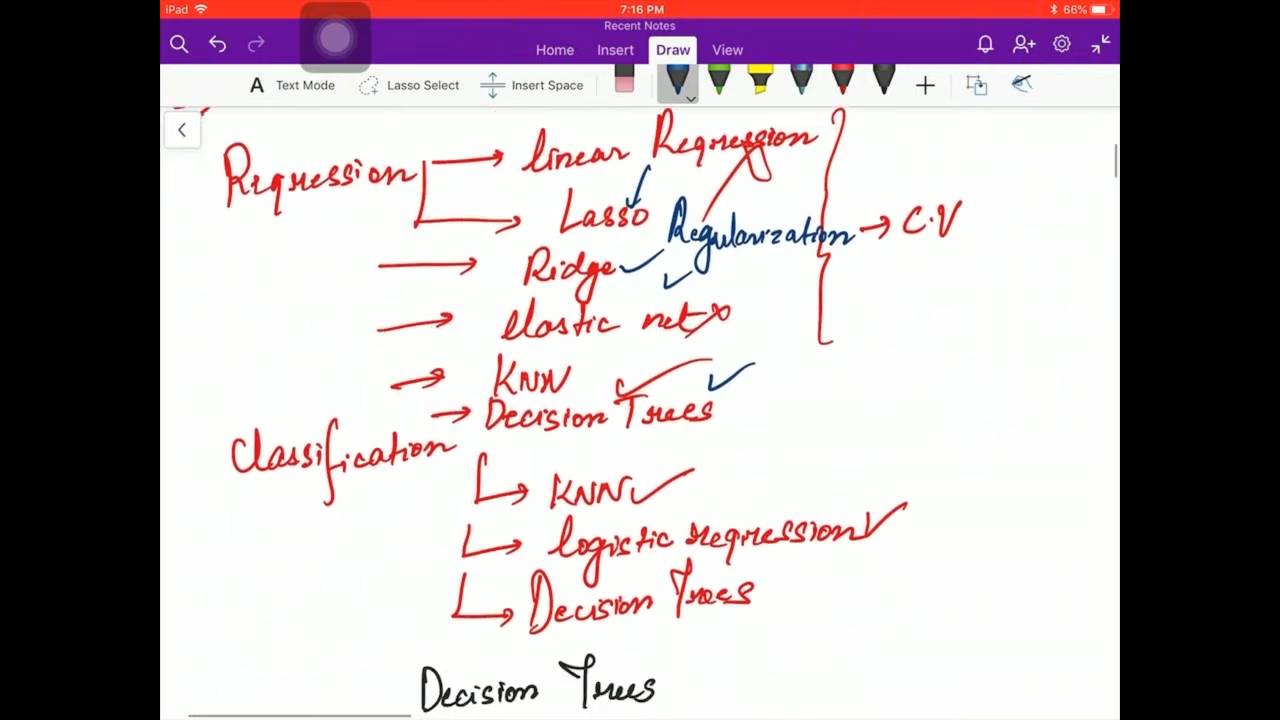 iPad 7:16 PM 66%
Recent Notes
Home Insert Draw View
A Text Mode Lasso Select Insert Space
Regression → linear Regression
→ Lasso Regularization → C.V
→ Ridge
→ elastic net
→ KNN
→ Decision Trees
Classification
→ KNN
→ logistic regression
→ Decision Trees
Decision Trees